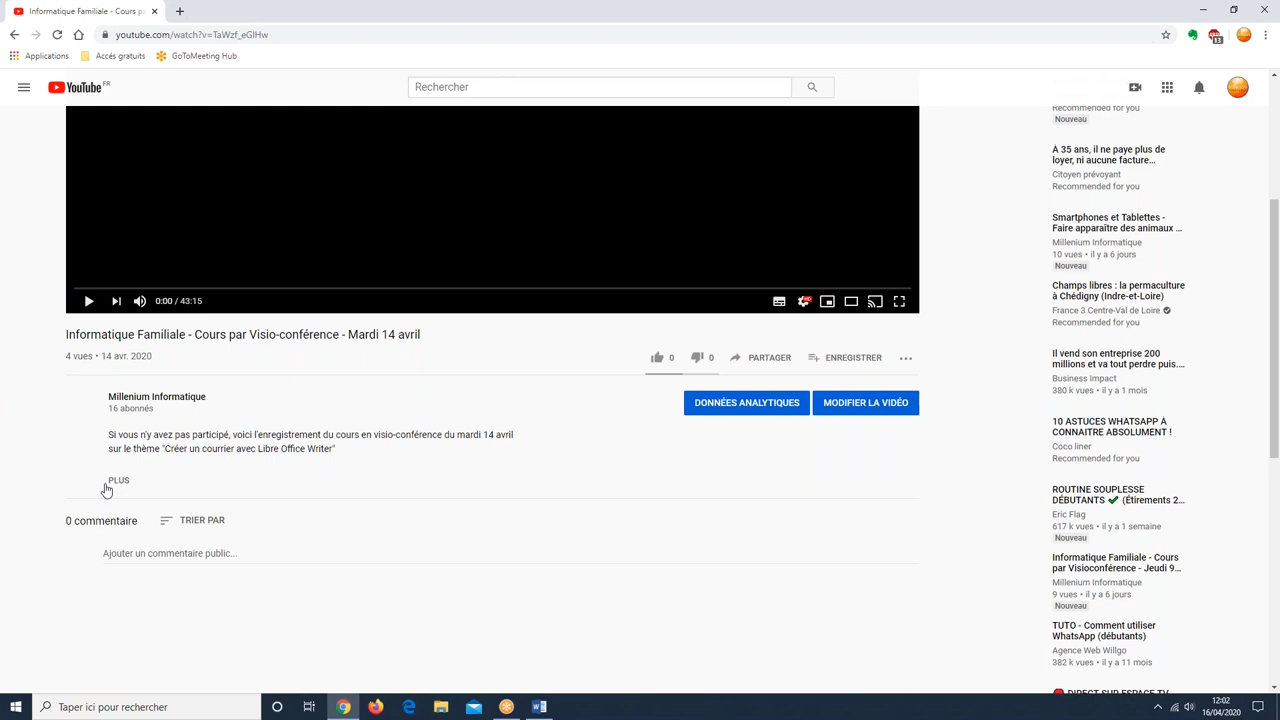 Informatique Familiale - Cours p
youtube.com/watch?v=TaWzf_eGlHw
13
Applications
Accés gratuits
GoToMeeting Hub
YouTube FR
Rechercher
Recommended for you
Nouveau
À 35 ans, il ne paye plus de
loyer, ni aucune facture...
Citoyen prévoyant
Recommended for you
Smartphones et Tablettes -
Faire apparaître des animaux ...
Millenium Informatique
10 vues • il y a 6 jours
Nouveau
Champs libres : la permaculture
à Chédigny (Indre-et-Loire)
France 3 Centre-Val de Loire
Recommended for you
Il vend son entreprise 200
millions et va tout perdre puis....
Business Impact
380 k vues • il y a 1 mois
10 ASTUCES WHATSAPP À
CONNAITRE ABSOLUMENT !
Coco liner
Recommended for you
ROUTINE SOUPLESSE
DÉBUTANTS ✔ (Étirements 2...
Eric Flag
617 k vues • il y a 1 semaine
Nouveau
Informatique Familiale - Cours
par Visioconférence - Jeudi 9...
Millenium Informatique
9 vues • il y a 6 jours
Nouveau
TUTO - Comment utiliser
WhatsApp (débutants)
Agence Web Willgo
382 k vues • il y a 11 mois
DIRECT SUR ESPACE TV
0:00 / 43:15
HD
Informatique Familiale - Cours par Visio-conférence - Mardi 14 avril
4 vues • 14 avr. 2020
0
0
PARTAGER
ENREGISTRER
Millenium Informatique
16 abonnés
DONNÉES ANALYTIQUES
MODIFIER LA VIDÉO
Si vous n'y avez pas participé, voici l'enregistrement du cours en visio-conférence du mardi 14 avril
sur le thème "Créer un courrier avec Libre Office Writer"
PLUS
0 commentaire
TRIER PAR
Ajouter un commentaire public...
Taper ici pour rechercher
12:02
16/04/2020